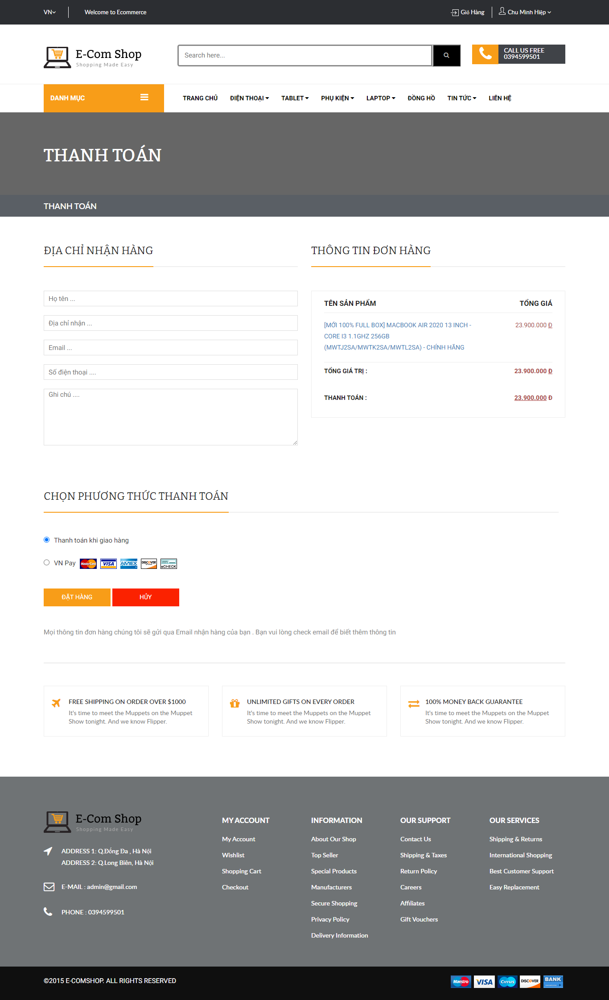 VN
Welcome to Ecommerce
Giỏ Hàng
Chu Minh Hiệp
E-Com Shop
Shopping Made Easy
Search here...
CALL US FREE
0394599501
DANH MỤC
TRANG CHỦ
ĐIỆN THOẠI
TABLET
PHỤ KIỆN
LAPTOP
ĐỒNG HỒ
TIN TỨC
LIÊN HỆ
THANH TOÁN
THANH TOÁN
ĐỊA CHỈ NHẬN HÀNG
Họ tên ...
Địa chỉ nhận ...
Email ...
Số điện thoại ....
Ghi chú ....
THÔNG TIN ĐƠN HÀNG
TÊN SẢN PHẨM
TỔNG GIÁ
[MỚI 100% FULL BOX] MACBOOK AIR 2020 13 INCH -
CORE I3 1.1GHZ 256GB
(MWTJ2SA/MWTK2SA/MWTL2SA) - CHÍNH HÃNG
23.900.000 Đ
TỔNG GIÁ TRỊ :
23.900.000 Đ
THANH TOÁN :
23.900.000 Đ
CHỌN PHƯƠNG THỨC THANH TOÁN
Thanh toán khi giao hàng
VN Pay
MasterCard
VISA
AMEX
DISCOVER
eCHECK
ĐẶT HÀNG
HỦY
Mọi thông tin đơn hàng chúng tôi sẽ gửi qua Email nhận hàng của bạn . Bạn vui lòng check email để biết thêm thông tin
FREE SHIPPING ON ORDER OVER $1000
It's time to meet the Muppets on the Muppet
Show tonight. And we know Flipper.
UNLIMITED GIFTS ON EVERY ORDER
It's time to meet the Muppets on the Muppet
Show tonight. And we know Flipper.
100% MONEY BACK GUARANTEE
It's time to meet the Muppets on the Muppet
Show tonight. And we know Flipper.
E-Com Shop
Shopping Made Easy
ADDRESS 1: Q.Đống Đa , Hà Nội
ADDRESS 2: Q.Long Biên, Hà Nội
E-MAIL : admin@gmail.com
PHONE : 0394599501
MY ACCOUNT
My Account
Wishlist
Shopping Cart
Checkout
INFORMATION
About Our Shop
Top Seller
Special Products
Manufacturers
Secure Shopping
Privacy Policy
Delivery Information
OUR SUPPORT
Contact Us
Shipping & Taxes
Return Policy
Careers
Affiliates
Gift Vouchers
OUR SERVICES
Shipping & Returns
International Shopping
Best Customer Support
Easy Replacement
©2015 E-COMSHOP. ALL RIGHTS RESERVED
Maestro
VISA
Cirrus
DISCOVER
BANK